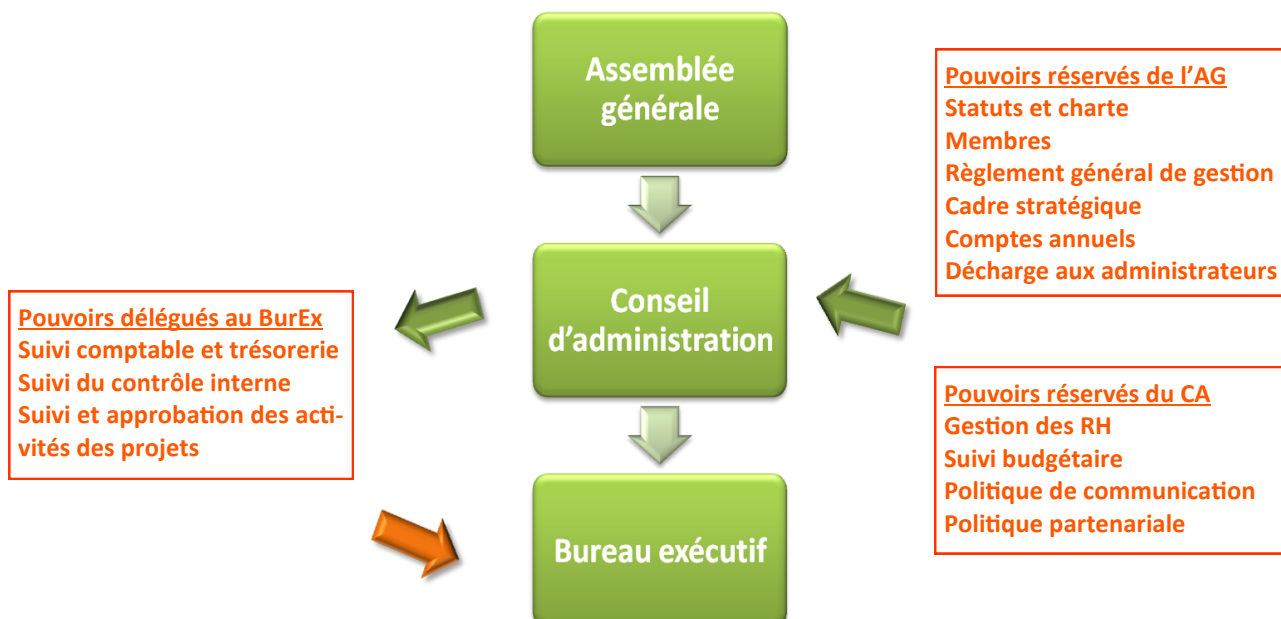 Assemblée
générale
Pouvoirs réservés de l’AG
Statuts et charte
Membres
Règlement général de gestion
Cadre stratégique
Comptes annuels
Décharge aux administrateurs
Conseil
d’administration
Pouvoirs délégués au BurEx
Suivi comptable et trésorerie
Suivi du contrôle interne
Suivi et approbation des acti-
vités des projets
Pouvoirs réservés du CA
Gestion des RH
Suivi budgétaire
Politique de communication
Politique partenariale
Bureau exécutif